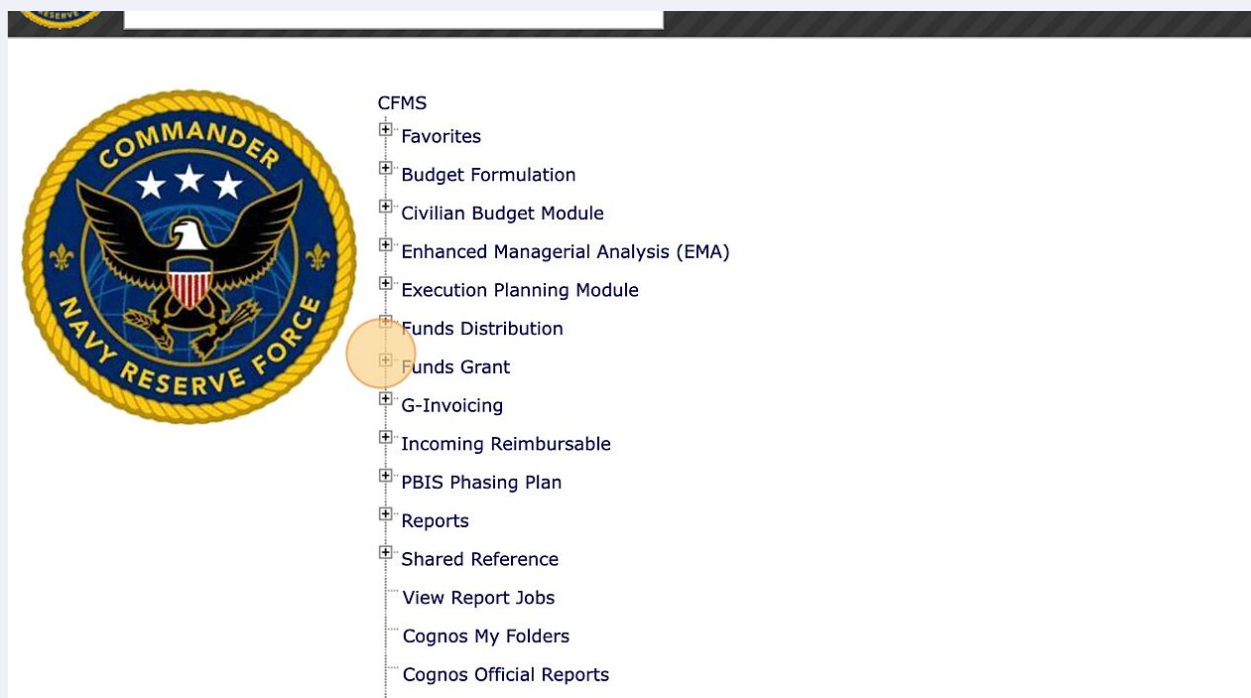 RESERVE
COMMANDER
NAVY RESERVE FORCE
CFMS
Favorites
Budget Formulation
Civilian Budget Module
Enhanced Managerial Analysis (EMA)
Execution Planning Module
Funds Distribution
Funds Grant
G-Invoicing
Incoming Reimbursable
PBIS Phasing Plan
Reports
Shared Reference
View Report Jobs
Cognos My Folders
Cognos Official Reports